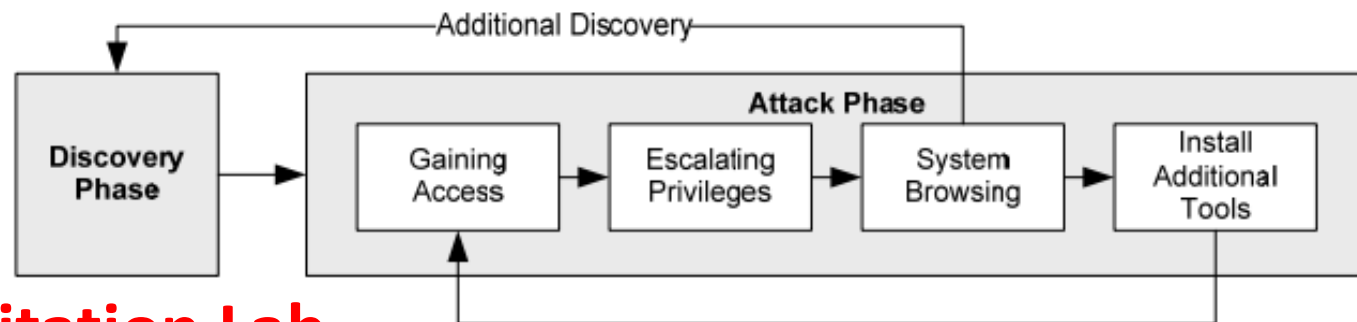 Additional Discovery
Attack Phase
Discovery
Phase
Gaining
Access
Escalating
Privileges
System
Browsing
Install
Additional
Tools